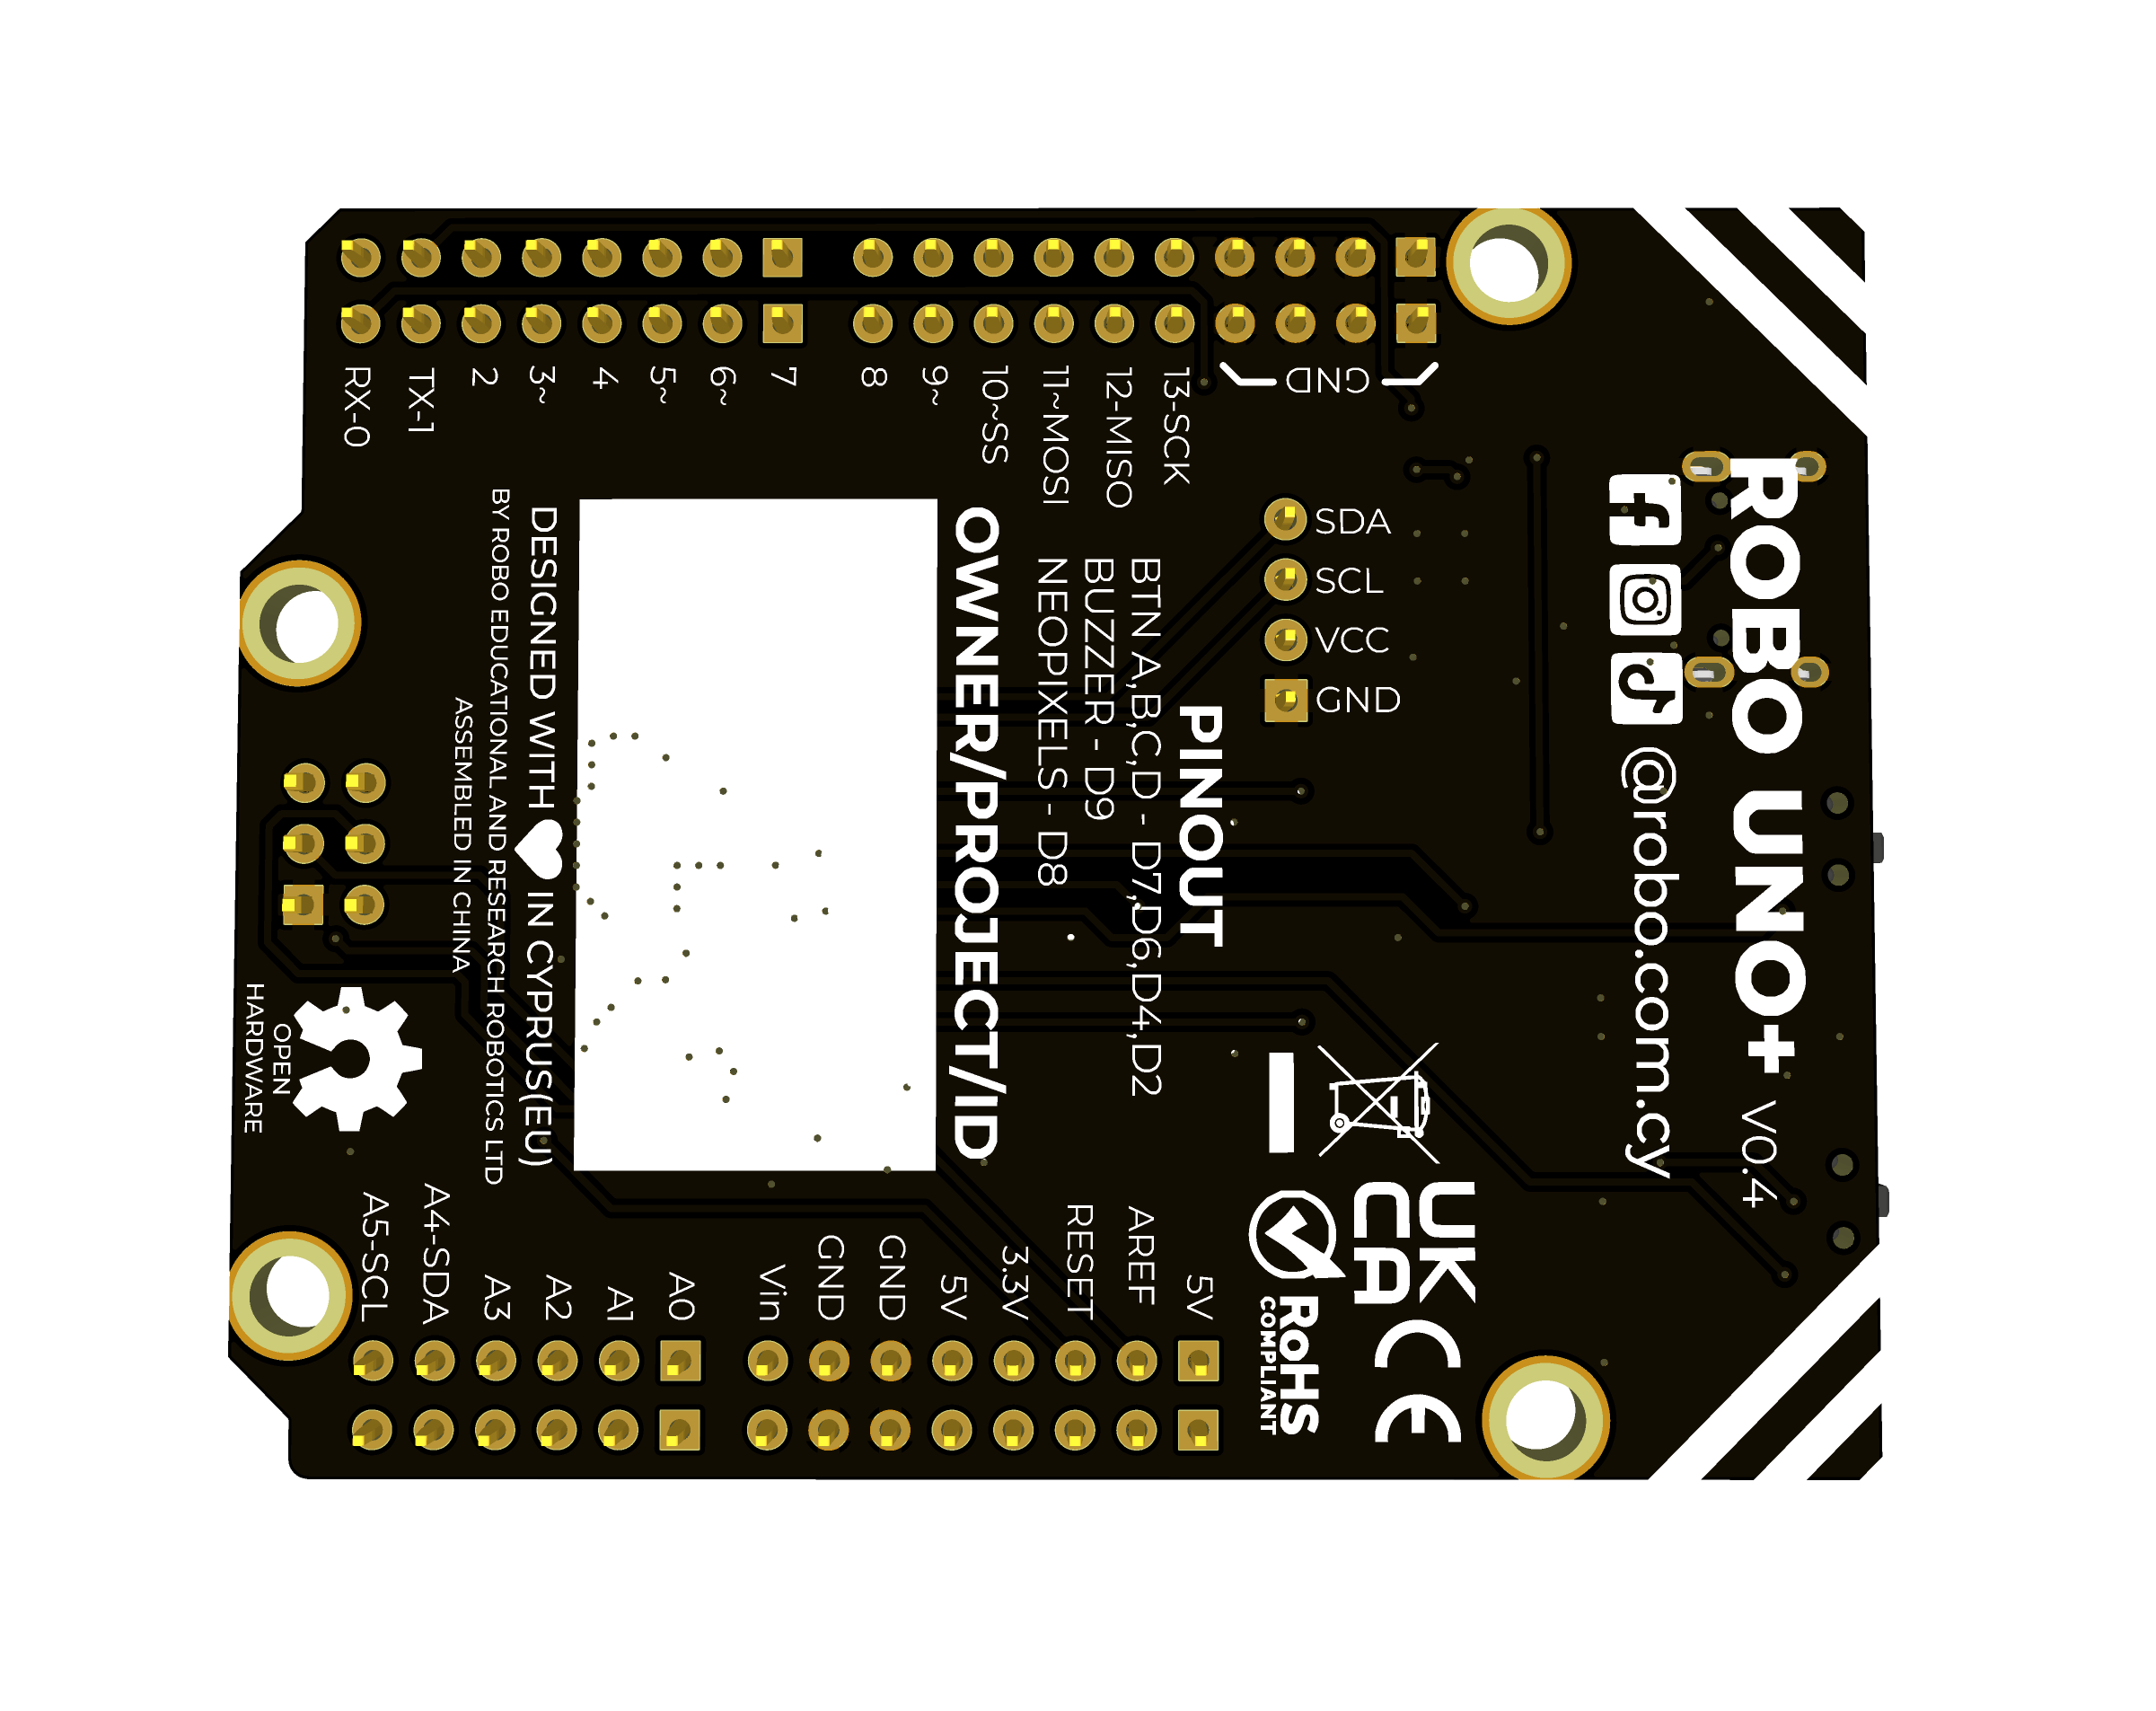 RX-0
TX-1
2
3~
4
5~
6~
7
8
9~
10~SS
11~MOSI
12-MISO
13-SCK
GND
SDA
SCL
VCC
GND
ROBO UNO+ V0.4
@robo.com.cy
PINOUT
BTN A,B,C,D - D7,D6,D4,D2
BUZZER - D9
NEOPIXELS - D8
OWNER/PROJECT/ID
DESIGNED WITH ♥ IN CYPRUS(EU)
BY ROBO EDUCATIONAL AND RESEARCH ROBOTICS LTD
ASSEMBLED IN CHINA
OPEN
HARDWARE
UK
CA
CE
RoHS
COMPLIANT
A5-SCL
A4-SDA
A3
A2
A1
A0
Vin
GND
GND
5V
3.3V
RESET
AREF
5V